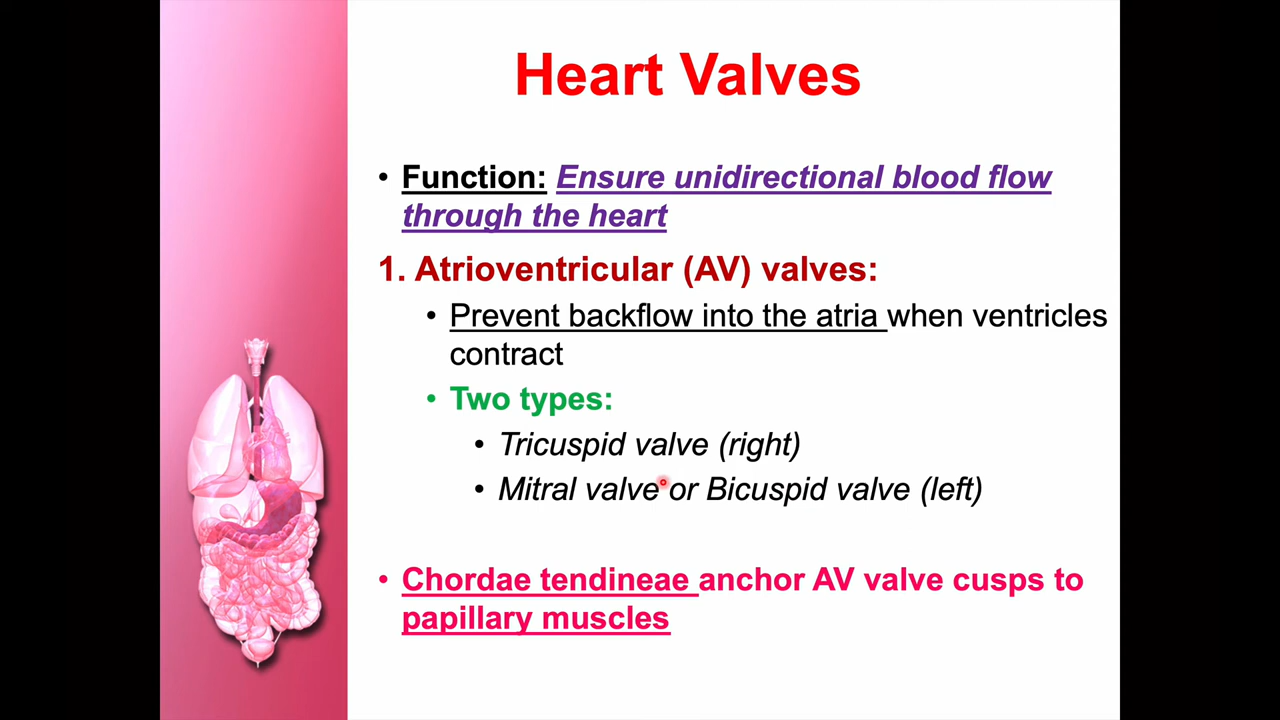 Heart Valves
• Function: Ensure unidirectional blood flow
through the heart
1. Atrioventricular (AV) valves:
• Prevent backflow into the atria when ventricles
contract
• Two types:
• Tricuspid valve (right)
• Mitral valve or Bicuspid valve (left)
• Chordae tendineae anchor AV valve cusps to
papillary muscles